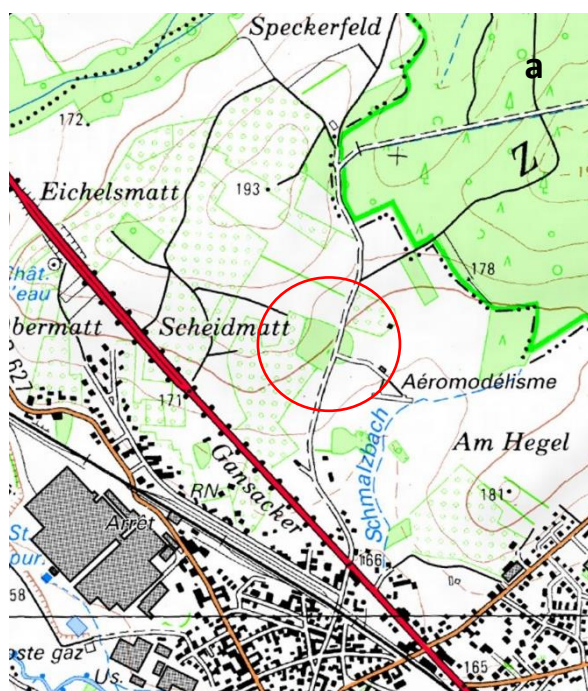 Speckerfeld
a
172
Z
193
Eichelsmatt
178
Chât.
d'eau
bermatt
Scheidmatt
Aéromodélisme
627
171
Schmalzbach
Am Hegel
Gansacker
181
RN
Arrêt
St.
our.
166
58
oste gaz
Us.
165